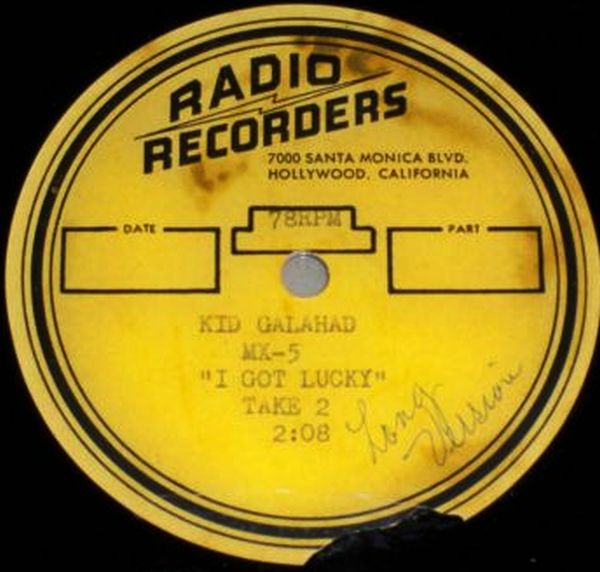 RADIO
RECORDERS
7000 SANTA MONICA BLVD.
HOLLYWOOD, CALIFORNIA
DATE
78RPM
PART
KID GALAHAD
MX-5
"I GOT LUCKY"
TAKE 2
2:08
Long
Version